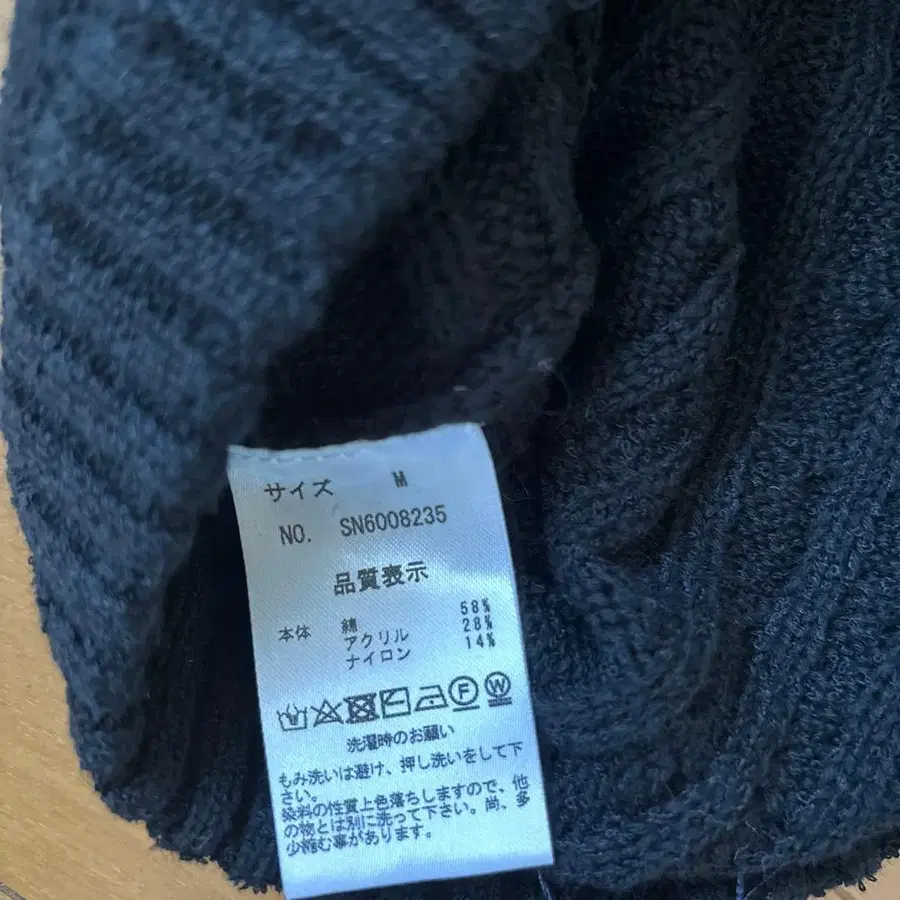 サイズ M
NO. SN6008235
品質表示
本体 綿 58%
アクリル 28%
ナイロン 14%
F W
洗濯時のお願い
もみ洗いは避け、押し洗いをして下
さい。
染料の性質上色落ちしますので、他
の物とは別に洗って下さい。尚、多
少縮む事があります。